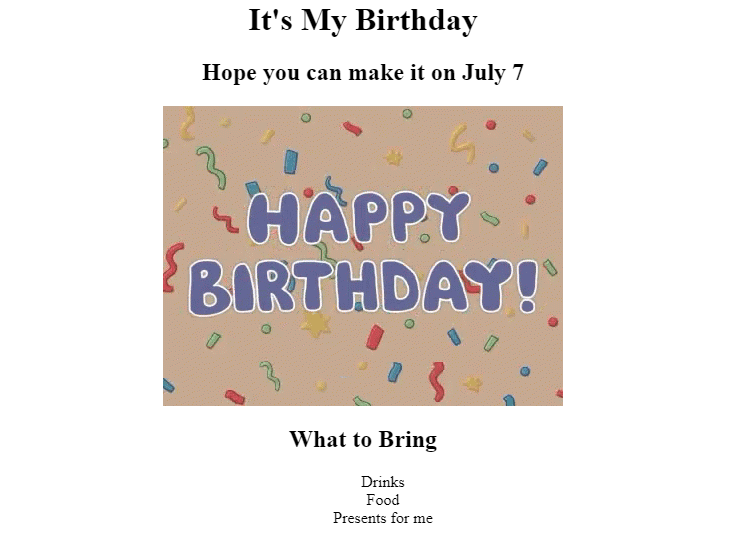 It's My Birthday
Hope you can make it on July 7
HAPPY
BIRTHDAY!
What to Bring
Drinks
Food
Presents for me